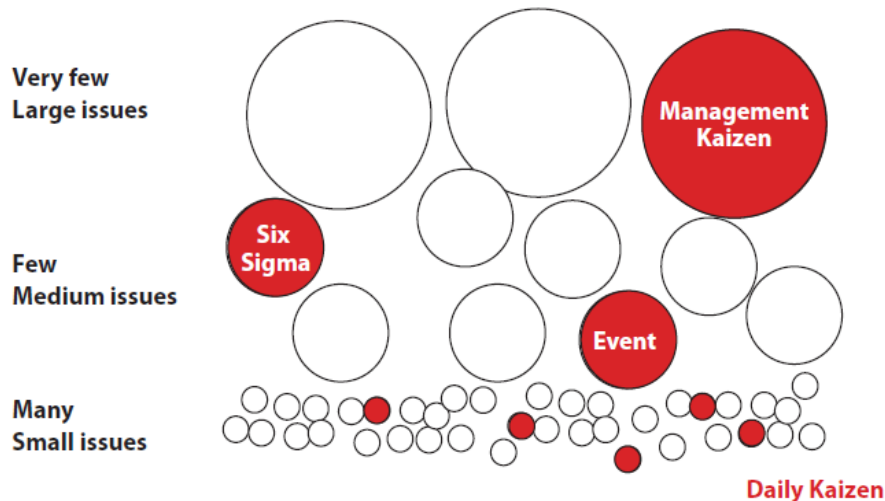 Very few
Large issues
Management
Kaizen
Six
Sigma
Few
Medium issues
Event
Many
Small issues
Daily Kaizen